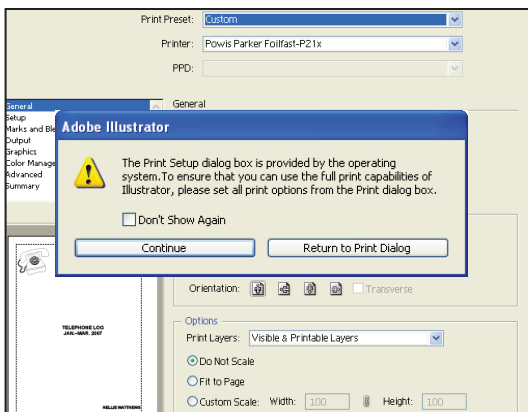 Print Preset: Custom
Printer: Powis Parker Foilfast-P21x
PPD:
General
Setup
Marks and Ble
Output
Graphics
Color Manage
Advanced
Summary
General
Adobe Illustrator
The Print Setup dialog box is provided by the operating
system.To ensure that you can use the full print capabilities of
Illustrator, please set all print options from the Print dialog box.
Don't Show Again
Continue
Return to Print Dialog
Orientation:
Transverse
TELEPHONE LOG
JAN.-MAR. 2007
NELLIE MATTHEWS
Options
Print Layers: Visible & Printable Layers
Do Not Scale
Fit to Page
Custom Scale: Width: 100 Height: 100